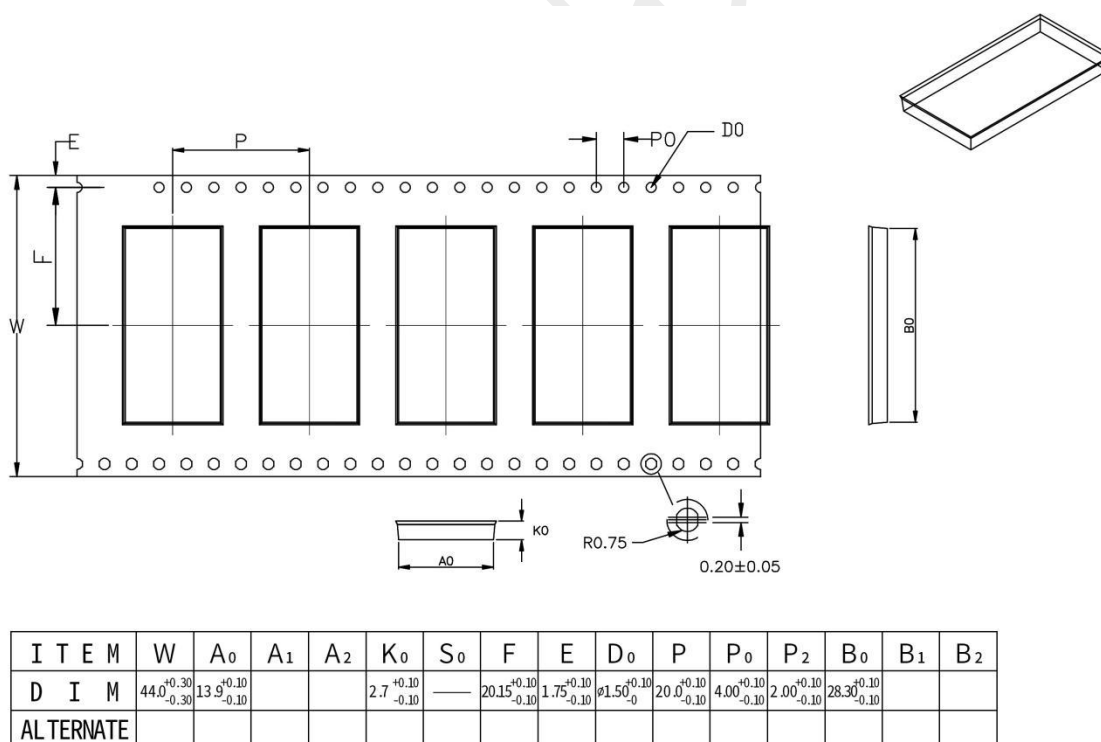 E
P
P0
D0
F
W
B0
K0
A0
R0.75
0.20±0.05
ITEM W A0 A1 A2 K0 S0 F E D0 P P0 P2 B0 B1 B2
DIM 44.0+0.30-0.30 13.9+0.10-0.10 2.7+0.10-0.10 —— 20.15+0.10-0.10 1.75+0.10-0.10 ø1.50+0.10-0 20.0+0.10-0.10 4.00+0.10-0.10 2.00+0.10-0.10 28.30+0.10-0.10
ALTERNATE